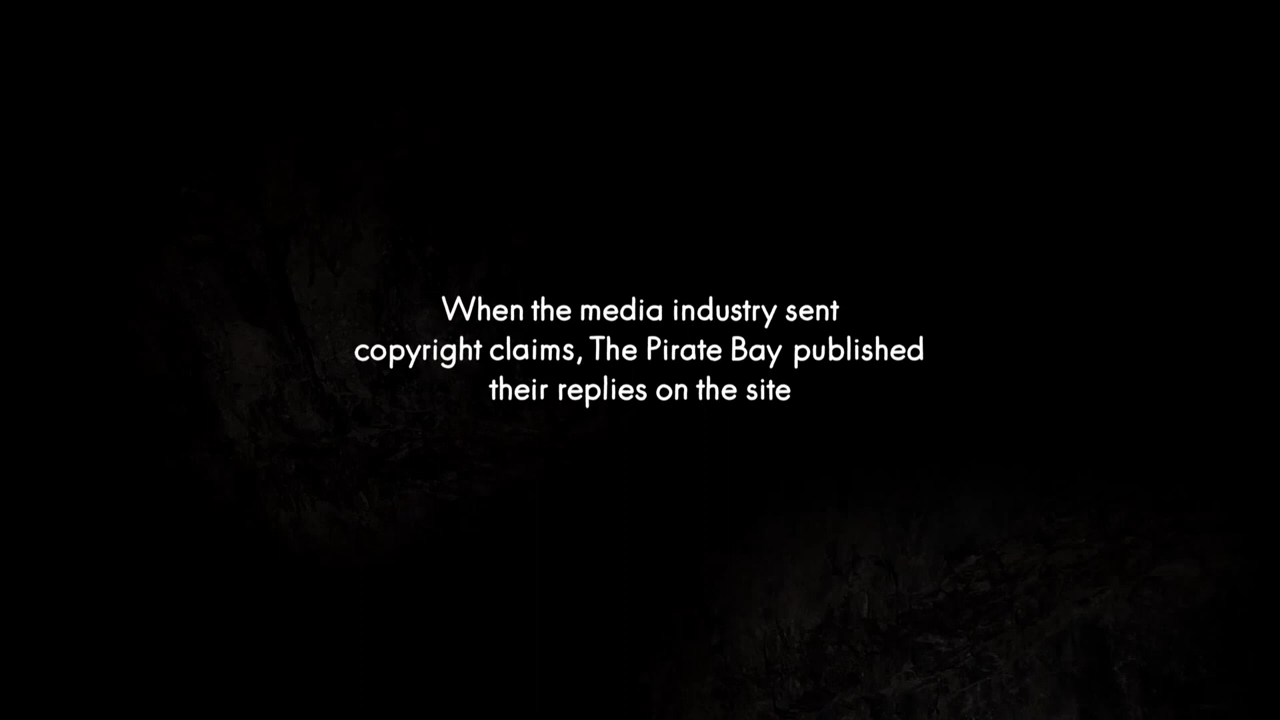 When the media industry sent
copyright claims, The Pirate Bay published
their replies on the site